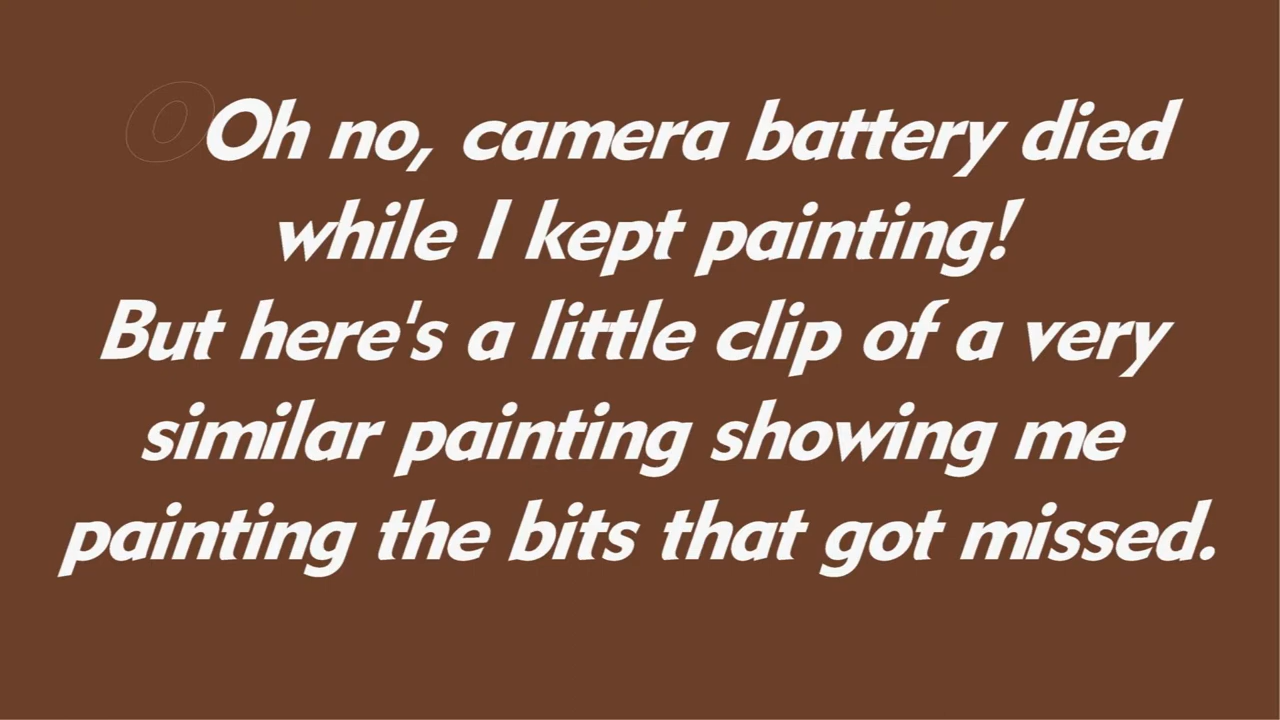 Oh no, camera battery died
while I kept painting!
But here's a little clip of a very
similar painting showing me
painting the bits that got missed.